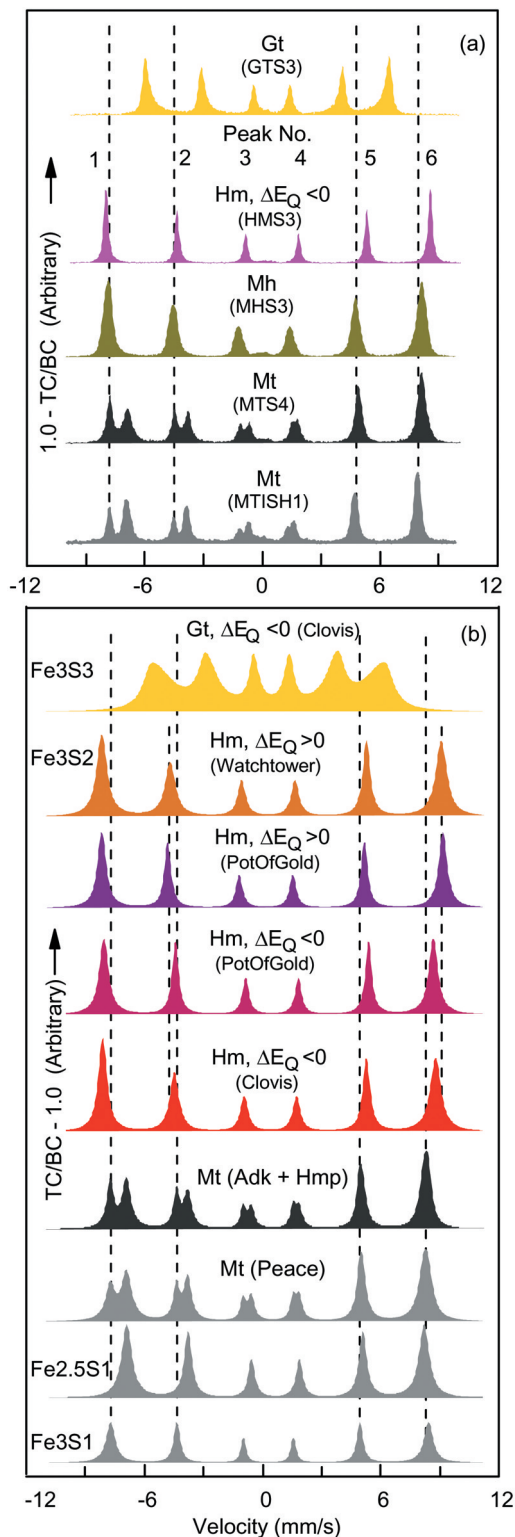 (a)
Gt
(GTS3)
Peak No.
1 2 3 4 5 6
Hm, ΔE_Q <0
(HMS3)
Mh
(MHS3)
Mt
(MTS4)
Mt
(MTISH1)
1.0 - TC/BC (Arbitrary)
-12 -6 0 6 12
(b)
Gt, ΔE_Q <0 (Clovis)
Fe3S3
Hm, ΔE_Q >0
(Watchtower)
Fe3S2
Hm, ΔE_Q >0
(PotOfGold)
Hm, ΔE_Q <0
(PotOfGold)
Hm, ΔE_Q <0
(Clovis)
Mt (Adk + Hmp)
Mt (Peace)
Fe2.5S1
Fe3S1
TC/BC - 1.0 (Arbitrary)
-12 -6 0 6 12
Velocity (mm/s)